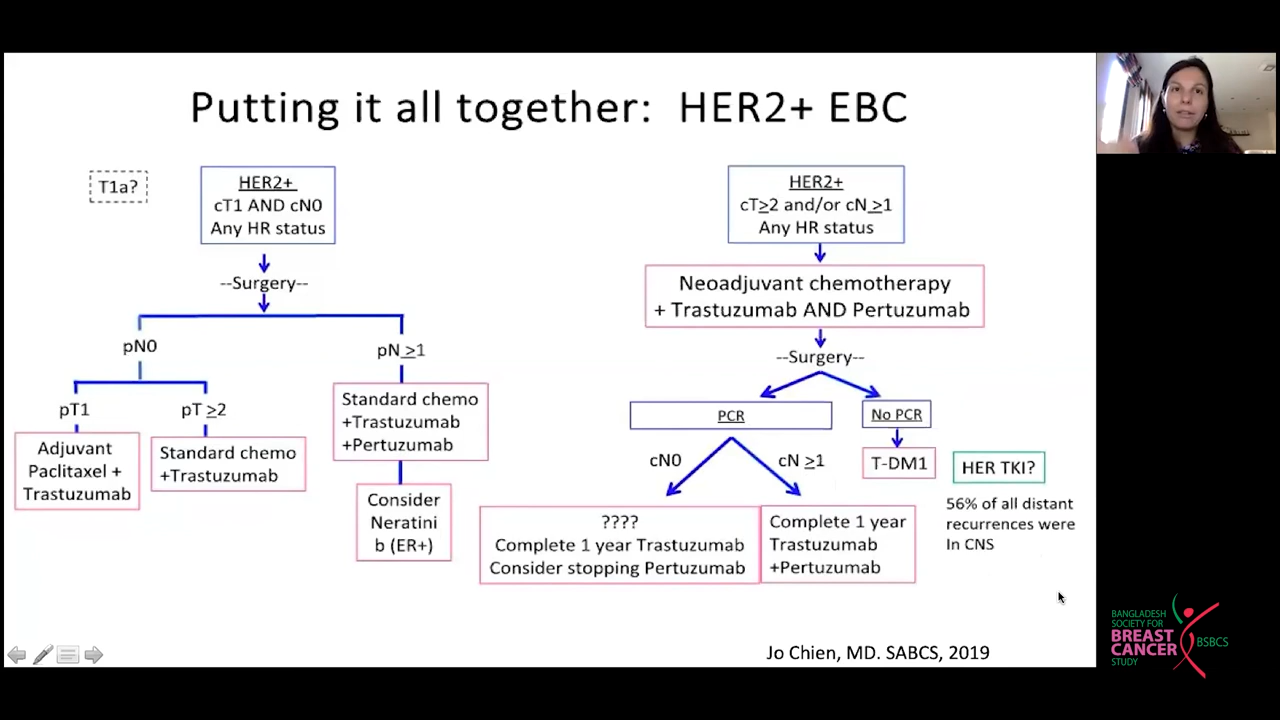 Putting it all together: HER2+ EBC
T1a?
HER2+
cT1 AND cN0
Any HR status
--Surgery--
pN0
pN >1
pT1
pT >2
Adjuvant
Paclitaxel +
Trastuzumab
Standard chemo
+Trastuzumab
Standard chemo
+Trastuzumab
+Pertuzumab
Consider
Neratini
b (ER+)
HER2+
cT>2 and/or cN >1
Any HR status
Neoadjuvant chemotherapy
+ Trastuzumab AND Pertuzumab
--Surgery--
PCR
No PCR
cN0
cN >1
T-DM1
HER TKI?
56% of all distant
recurrences were
In CNS
????
Complete 1 year Trastuzumab
Consider stopping Pertuzumab
Complete 1 year
Trastuzumab
+Pertuzumab
Jo Chien, MD. SABCS, 2019
BANGLADESH
SOCIETY FOR
BREAST
CANCER
STUDY
BSBCS